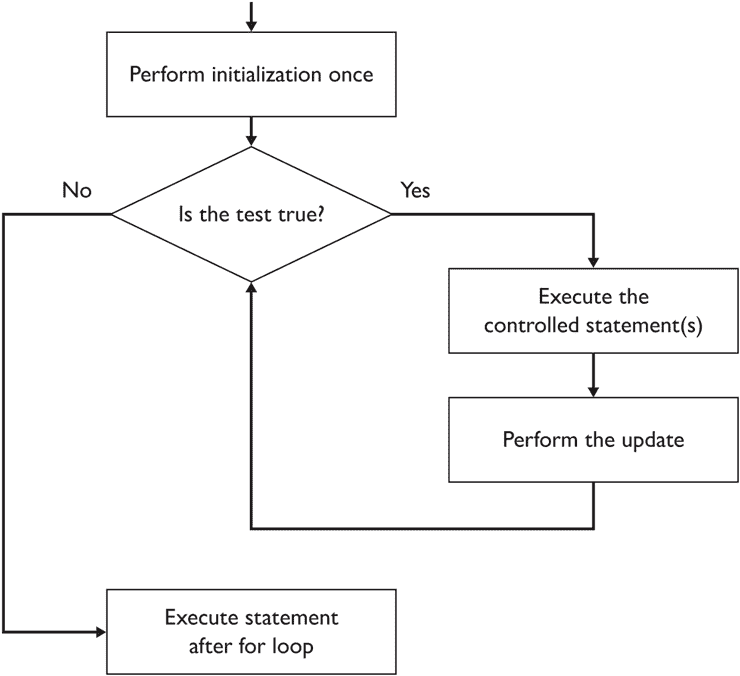 Perform initialization once
No
Yes
Is the test true?
Execute the
controlled statement(s)
Perform the update
Execute statement
after for loop